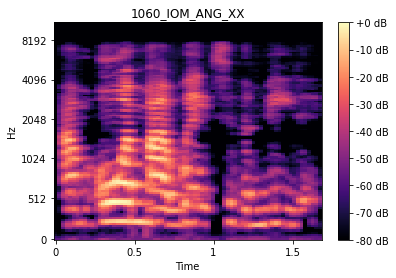 1060_IOM_ANG_XX
+0 dB
8192
-10 dB
4096
-20 dB
-30 dB
2048
Hz
-40 dB
1024
-50 dB
512
-60 dB
-70 dB
0
-80 dB
0 0.5 1 1.5
Time